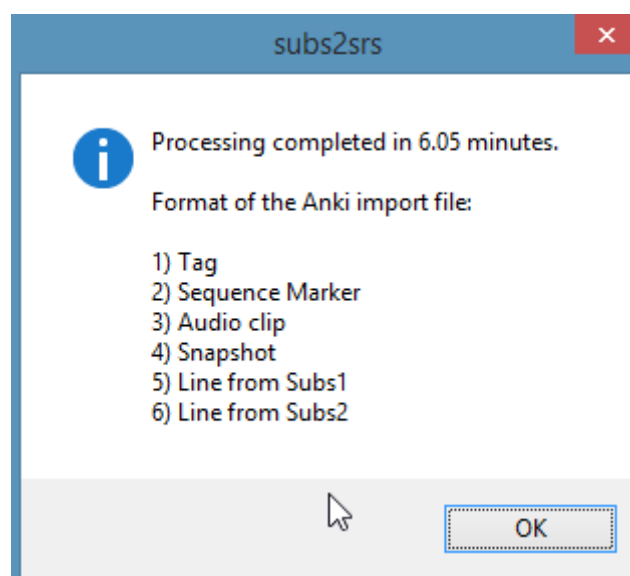 subs2srs
Processing completed in 6.05 minutes.
Format of the Anki import file:
1) Tag
2) Sequence Marker
3) Audio clip
4) Snapshot
5) Line from Subs1
6) Line from Subs2
OK